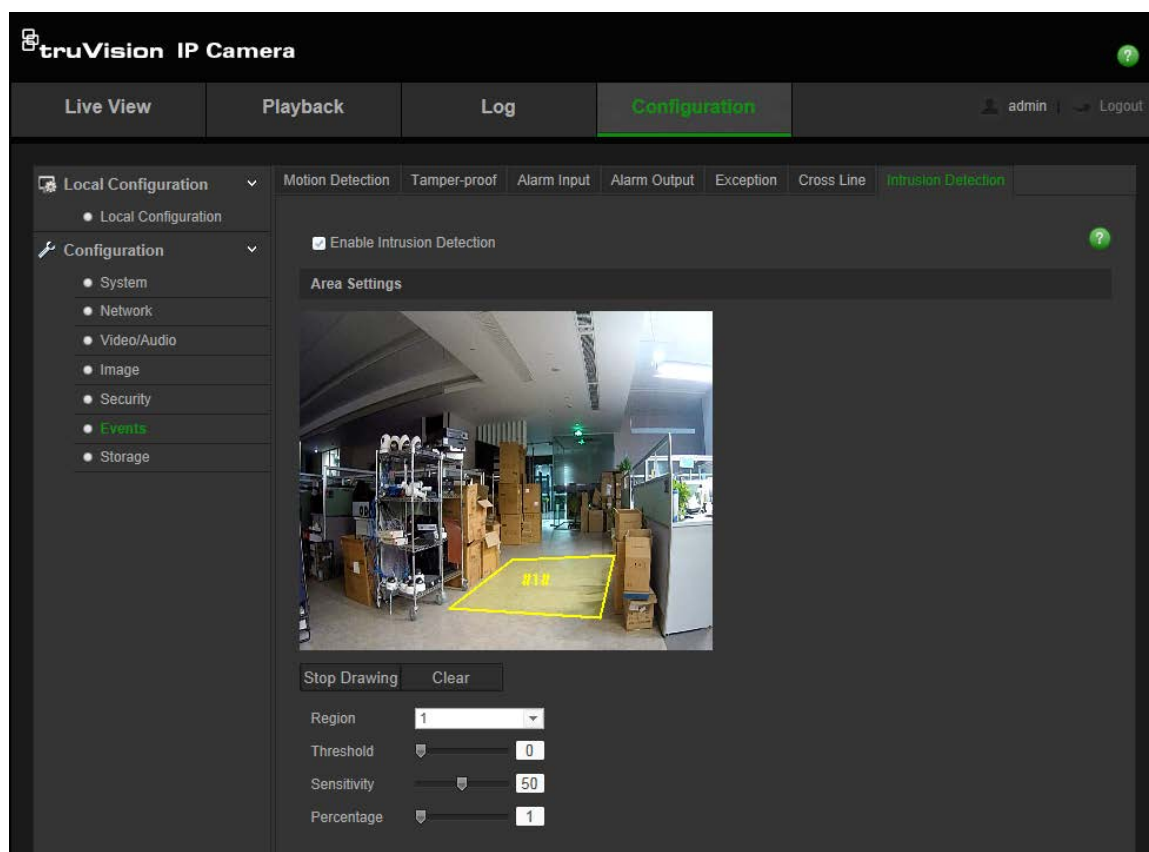 truVision IP Camera
Live View
Playback
Log
Configuration
admin
Logout
Local Configuration
Local Configuration
Configuration
System
Network
Video/Audio
Image
Security
Events
Storage
Motion Detection
Tamper-proof
Alarm Input
Alarm Output
Exception
Cross Line
Intrusion Detection
Enable Intrusion Detection
Area Settings
#1#
Stop Drawing
Clear
Region
1
Threshold
0
Sensitivity
50
Percentage
1